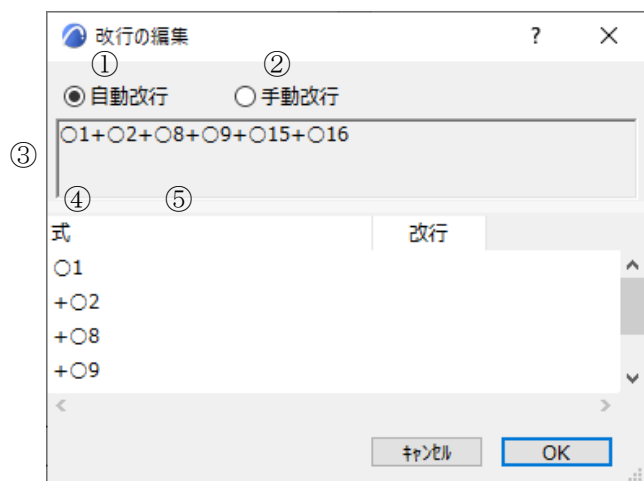 改行の編集 ? ×
① ②
自動改行 手動改行
③ ○1+○2+○8+○9+○15+○16
④ ⑤
式 改行
○1
+○2
+○8
+○9
キャンセル OK